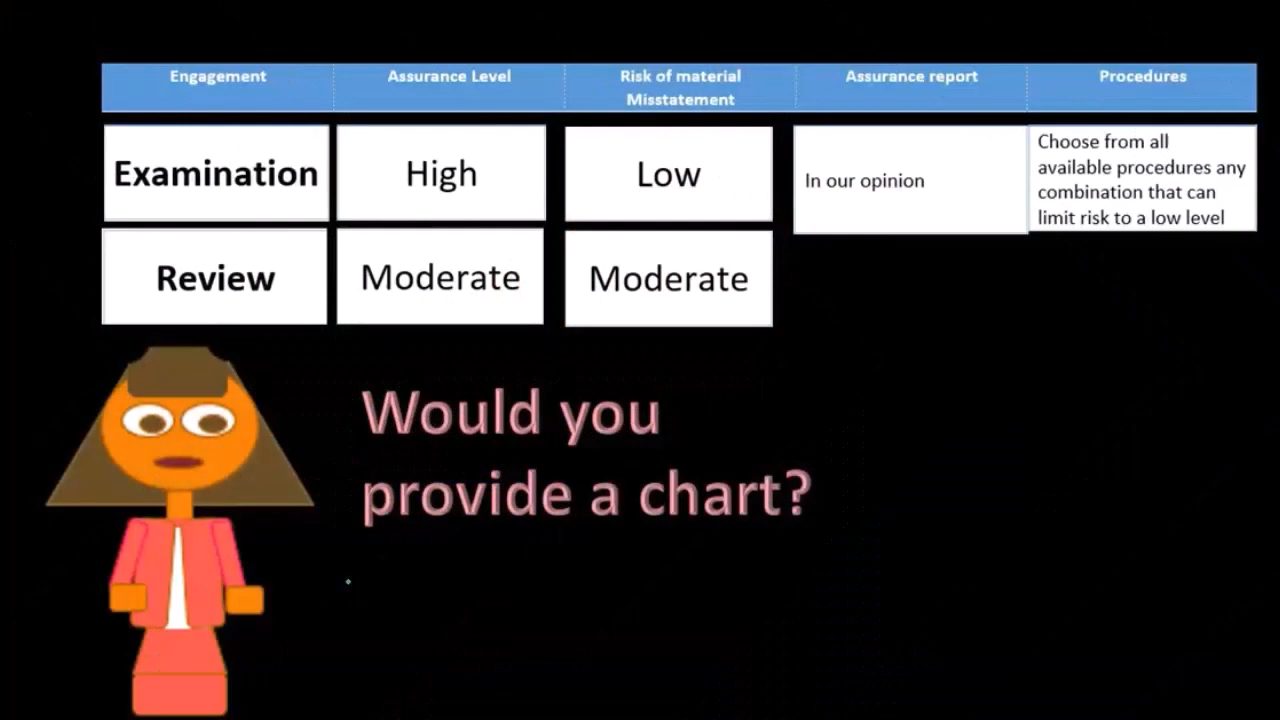 Engagement
Assurance Level
Risk of material
Misstatement
Assurance report
Procedures
Examination
High
Low
In our opinion
Choose from all
available procedures any
combination that can
limit risk to a low level
Review
Moderate
Moderate
Would you
provide a chart?